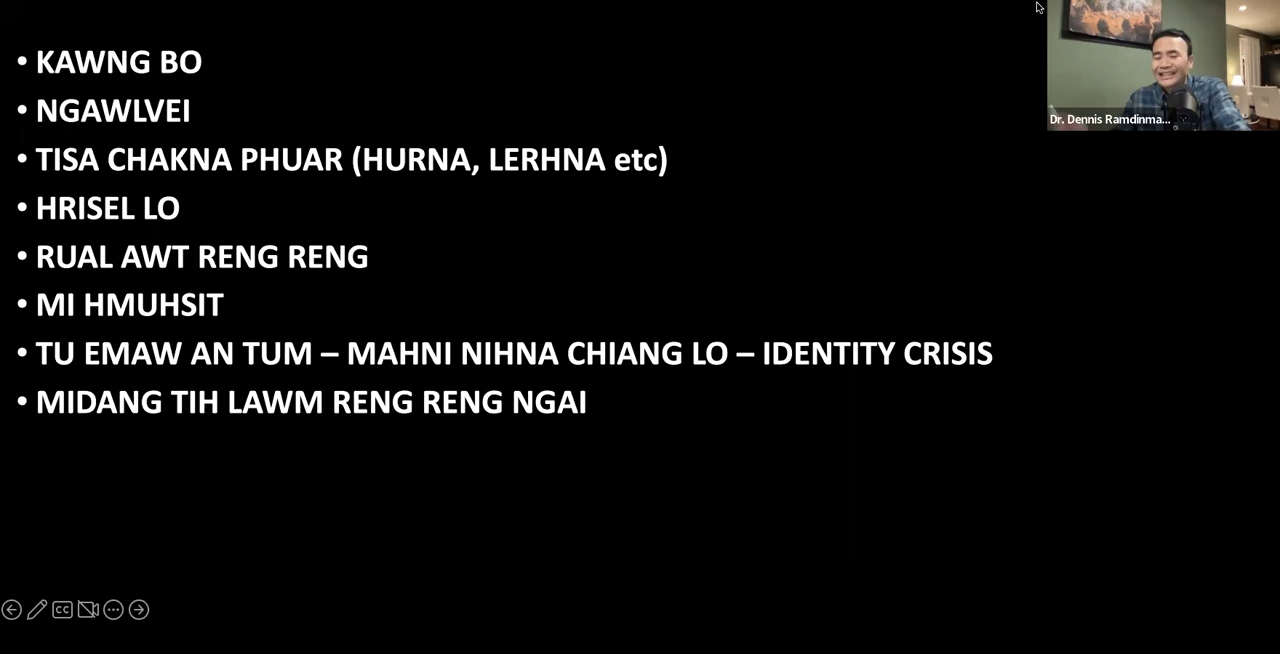 • KAWNG BO
• NGAWLVEI
• TISA CHAKNA PHUAR (HURNA, LERHNA etc)
• HRISEL LO
• RUAL AWT RENG RENG
• MI HMUHSIT
• TU EMAW AN TUM – MAHNI NIHNA CHIANG LO – IDENTITY CRISIS
• MIDANG TIH LAWM RENG RENG NGAI
Dr. Dennis Ramdinma...
CC